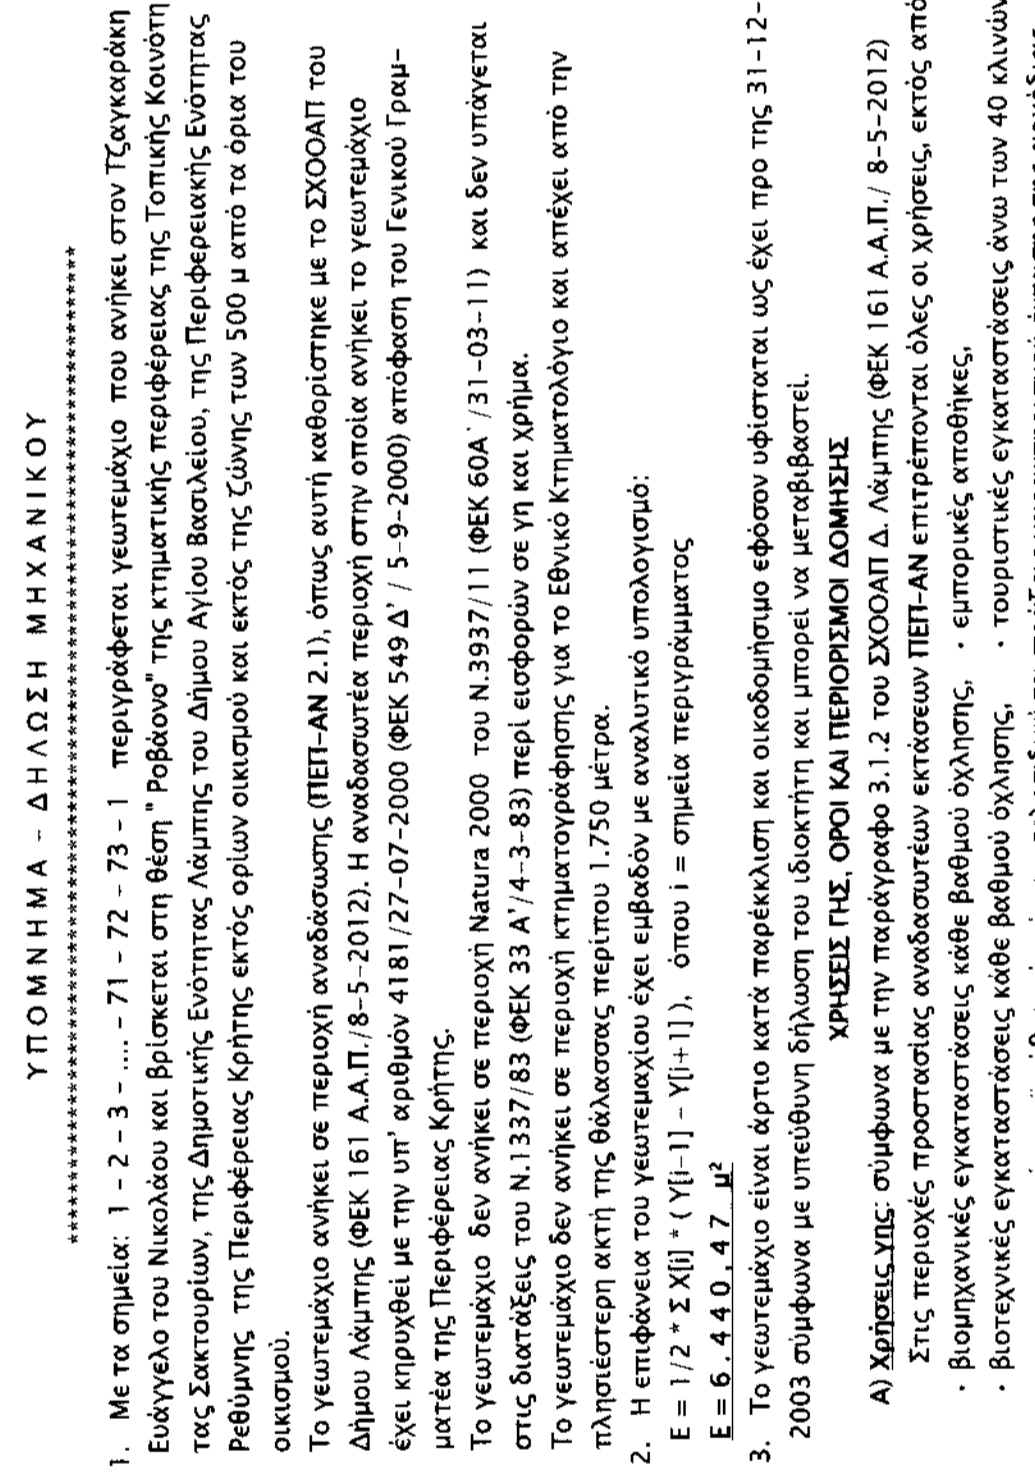 ΥΠΟΜΝΗΜΑ - ΔΗΛΩΣΗ ΜΗΧΑΝΙΚΟΥ
************************************************************************
1. Με τα σημεία: 1 - 2 - 3 - .... - 71 - 72 - 73 - 1 περιγράφεται γεωτεμάχιο που ανήκει στον Τζαγκαράκη
Ευάγγελο του Νικολάου και βρίσκεται στη θέση " Ροβάονο" της κτηματικής περιφέρειας της Τοπικής Κοινότη
τας Σακτουρίων, της Δημοτικής Ενότητας Λάμπης του Δήμου Αγίου Βασιλείου, της Περιφερειακής Ενότητας
Ρεθύμνης της Περιφέρειας Κρήτης εκτός ορίων οικισμού και εκτός της ζώνης των 500 μ από τα όρια του
οικισμού.
Το γεωτεμάχιο ανήκει σε περιοχή αναδάσωσης (ΠΕΠ-ΑΝ 2.1), όπως αυτή καθορίστηκε με το ΣΧΟΟΑΠ του
Δήμου Λάμπης (ΦΕΚ 161 Α.Α.Π./8-5-2012). Η αναδασωτέα περιοχή στην οποία ανήκει το γεωτεμάχιο
έχει κηρυχθεί με την υπ' αριθμόν 4181/27-07-2000 (ΦΕΚ 549 Δ' / 5-9-2000) απόφαση του Γενικού Γραμ-
ματέα της Περιφέρειας Κρήτης.
Το γεωτεμάχιο δεν ανήκει σε περιοχή Natura 2000 του Ν.3937/11 (ΦΕΚ 60Α΄/31-03-11) και δεν υπάγεται
στις διατάξεις του Ν.1337/83 (ΦΕΚ 33 Α'/4-3-83) περί εισφορών σε γη και χρήμα.
Το γεωτεμάχιο δεν ανήκει σε περιοχή κτηματογράφησης για το Εθνικό Κτηματολόγιο και απέχει από την
πλησιέστερη ακτή της θάλασσας περίπου 1.750 μέτρα.
2. Η επιφάνεια του γεωτεμαχίου έχει εμβαδόν με αναλυτικό υπολογισμό:
Ε = 1/2 * Σ Χ[i] * ( Υ[i-1] - Υ[i+1] ), όπου i = σημεία περιγράμματος
Ε = 6.440,47 μ²
3. Το γεωτεμάχιο είναι άρτιο κατά παρέκκλιση και οικοδομήσιμο εφόσον υφίσταται ως έχει προ της 31-12-
2003 σύμφωνα με υπεύθυνη δήλωση του ιδιοκτήτη και μπορεί να μεταβιβαστεί.
ΧΡΗΣΕΙΣ ΓΗΣ, ΟΡΟΙ ΚΑΙ ΠΕΡΙΟΡΙΣΜΟΙ ΔΟΜΗΣΗΣ
Α) Χρήσεις γης: σύμφωνα με την παράγραφο 3.1.2 του ΣΧΟΟΑΠ Δ. Λάμπης (ΦΕΚ 161 Α.Α.Π./ 8-5-2012)
Στις περιοχές προστασίας αναδασωτέων εκτάσεων ΠΕΠ-ΑΝ επιτρέπονται όλες οι χρήσεις, εκτός από
· βιομηχανικές εγκαταστάσεις κάθε βαθμού όχλησης, · εμπορικές αποθήκες,
· βιοτεχνικές εγκαταστάσεις κάθε βαθμού όχλησης, · τουριστικές εγκαταστάσεις άνω των 40 κλινών